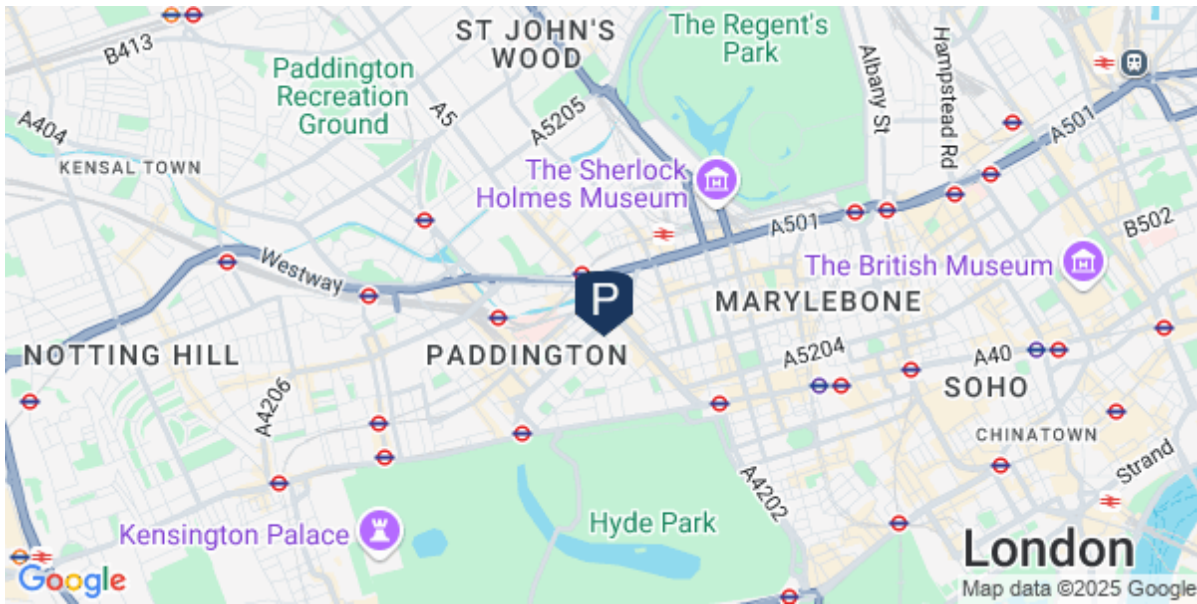 ST JOHN'S
WOOD
The Regent's
Park
B413
Paddington
Recreation
Ground
A5
A5205
Albany St
Hampstead Rd
A501
A404
KENSAL TOWN
The Sherlock
Holmes Museum
A501
B502
Westway
The British Museum
P
MARYLEBONE
NOTTING HILL
PADDINGTON
A5204
A40
SOHO
A4206
CHINATOWN
Strand
A4202
Kensington Palace
Hyde Park
London
Google
Map data ©2025 Google